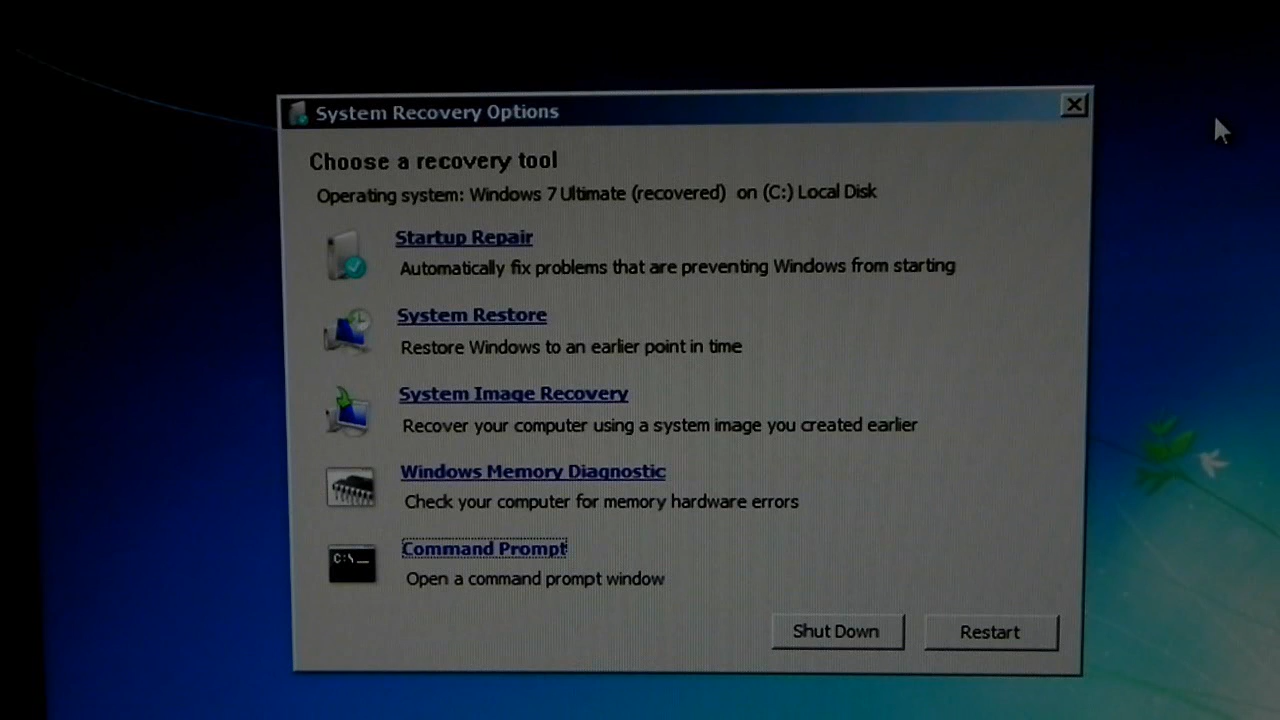 System Recovery Options
Choose a recovery tool
Operating system: Windows 7 Ultimate (recovered) on (C:) Local Disk
Startup Repair
Automatically fix problems that are preventing Windows from starting
System Restore
Restore Windows to an earlier point in time
System Image Recovery
Recover your computer using a system image you created earlier
Windows Memory Diagnostic
Check your computer for memory hardware errors
C:\_
Command Prompt
Open a command prompt window
Shut Down Restart